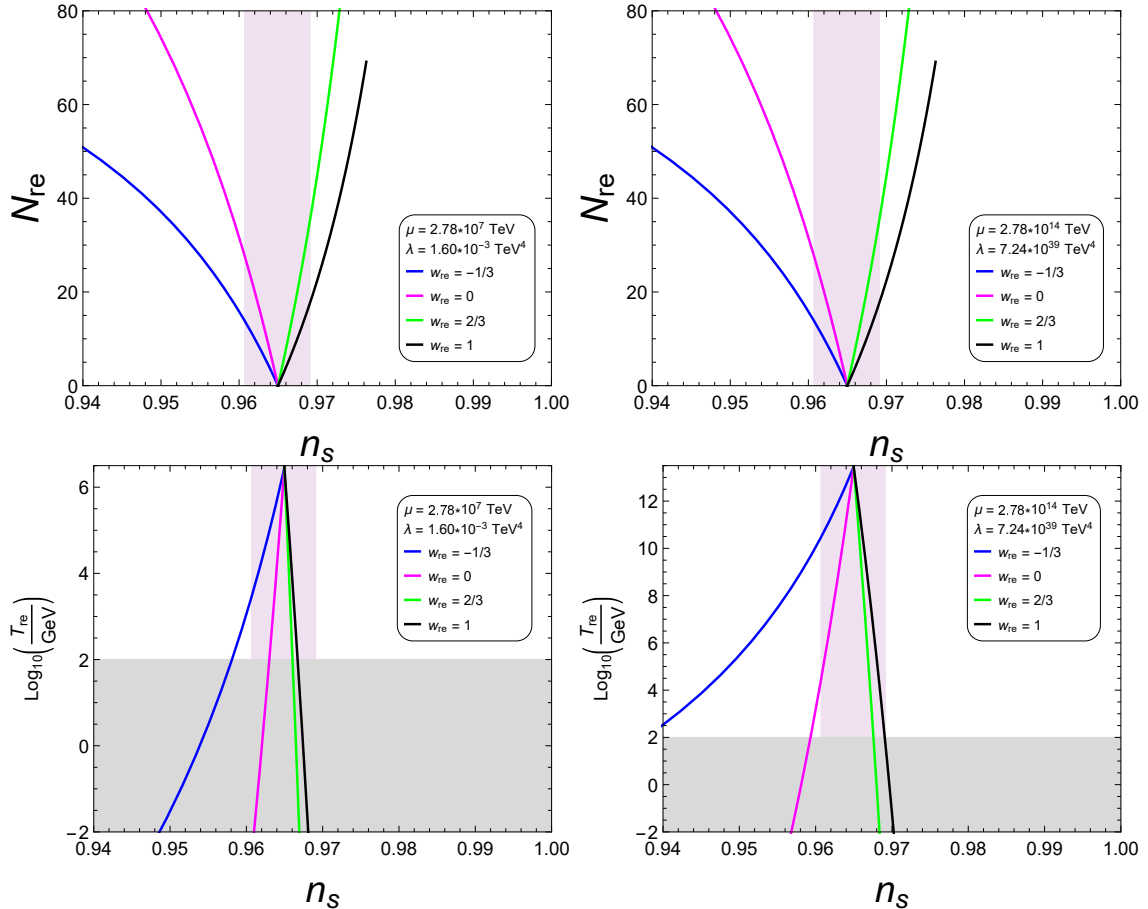 80
60
40
20
0
N_re
0.94 0.95 0.96 0.97 0.98 0.99 1.00
n_s
μ = 2.78*10^7 TeV
λ = 1.60*10^−3 TeV^4
w_re = −1/3
w_re = 0
w_re = 2/3
w_re = 1
80
60
40
20
0
N_re
0.94 0.95 0.96 0.97 0.98 0.99 1.00
n_s
μ = 2.78*10^14 TeV
λ = 7.24*10^39 TeV^4
w_re = −1/3
w_re = 0
w_re = 2/3
w_re = 1
6
4
2
0
−2
Log_10(T_re/GeV)
0.94 0.95 0.96 0.97 0.98 0.99 1.00
n_s
μ = 2.78*10^7 TeV
λ = 1.60*10^−3 TeV^4
w_re = −1/3
w_re = 0
w_re = 2/3
w_re = 1
12
10
8
6
4
2
0
−2
Log_10(T_re/GeV)
0.94 0.95 0.96 0.97 0.98 0.99 1.00
n_s
μ = 2.78*10^14 TeV
λ = 7.24*10^39 TeV^4
w_re = −1/3
w_re = 0
w_re = 2/3
w_re = 1